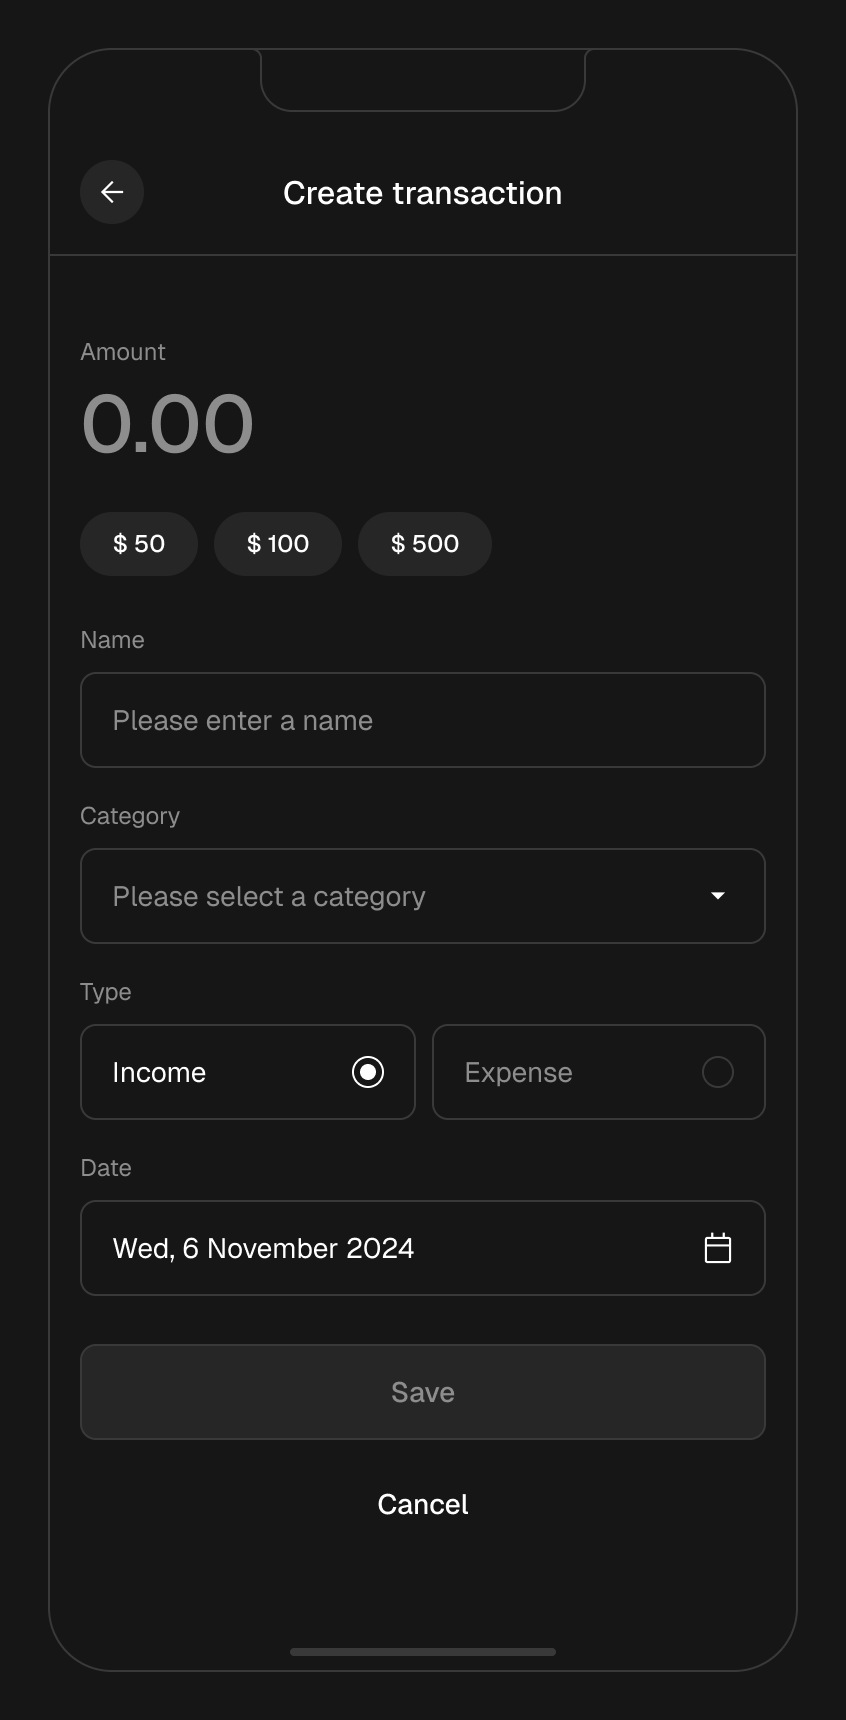 Create transaction
Amount
0.00
$ 50 $ 100 $ 500
Name
Please enter a name
Category
Please select a category
Type
Income Expense
Date
Wed, 6 November 2024
Save
Cancel